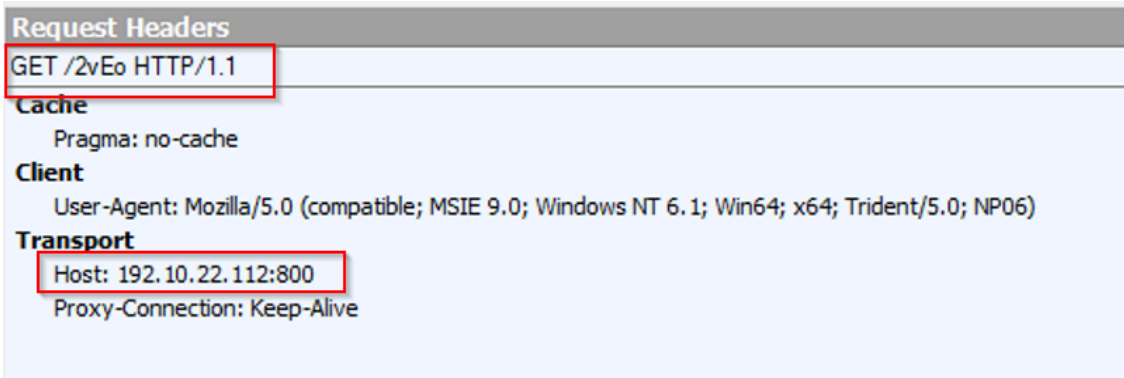 Request Headers
GET /2vEo HTTP/1.1
Cache
Pragma: no-cache
Client
User-Agent: Mozilla/5.0 (compatible; MSIE 9.0; Windows NT 6.1; Win64; x64; Trident/5.0; NP06)
Transport
Host: 192.10.22.112:800
Proxy-Connection: Keep-Alive